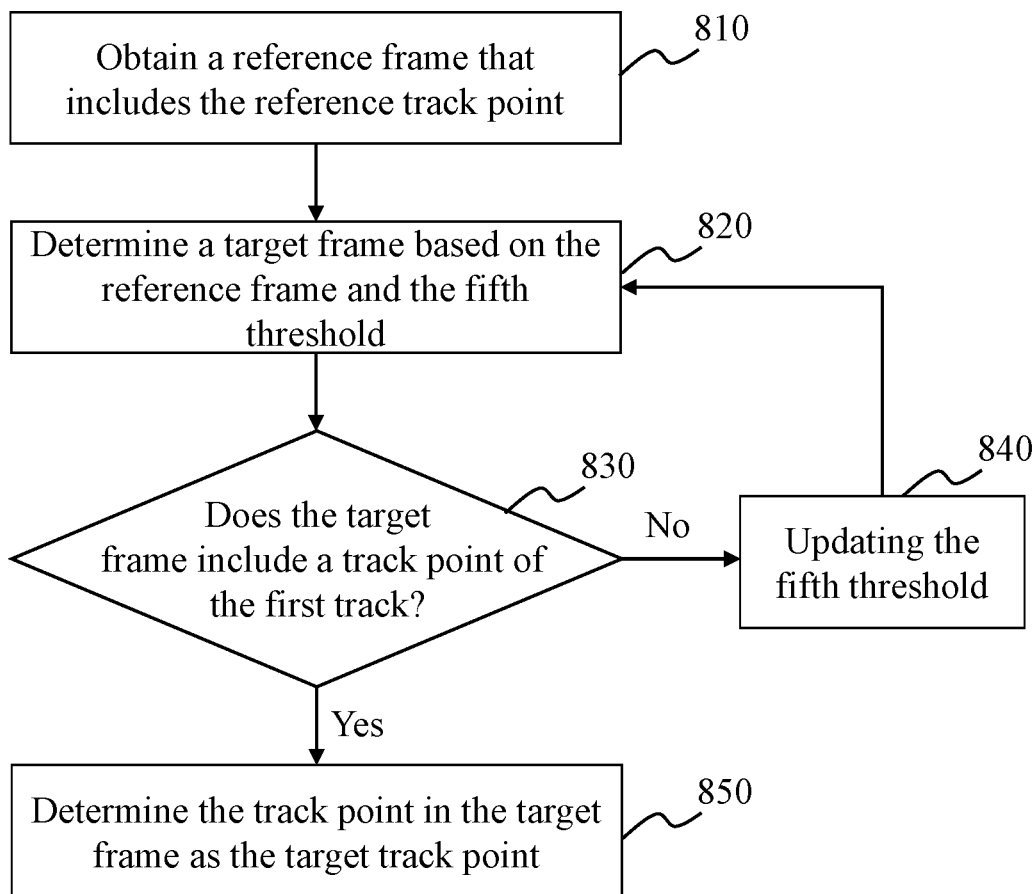 810
Obtain a reference frame that
includes the reference track point
820
Determine a target frame based on the
reference frame and the fifth
threshold
830
Does the target
frame include a track point of
the first track?
No
840
Updating the
fifth threshold
Yes
850
Determine the track point in the target
frame as the target track point